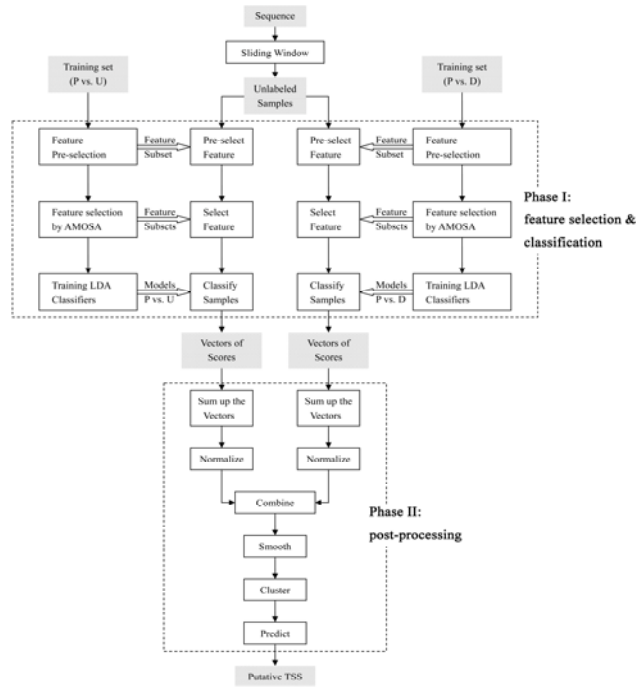 Sequence
Sliding Window
Training set
(P vs. U)
Unlabeled
Samples
Training set
(P vs. D)
Feature
Pre-selection
Feature
Subset
Pre-select
Feature
Pre-select
Feature
Feature
Subset
Feature
Pre-selection
Phase I:
feature selection &
classification
Feature selection
by AMOSA
Feature
Subsets
Select
Feature
Select
Feature
Feature
Subsets
Feature selection
by AMOSA
Training LDA
Classifiers
Models
P vs. U
Classify
Samples
Classify
Samples
Models
P vs. D
Training LDA
Classifiers
Vectors of
Scores
Vectors of
Scores
Sum up the
Vectors
Sum up the
Vectors
Normalize
Normalize
Combine
Phase II:
post-processing
Smooth
Cluster
Predict
Putative TSS